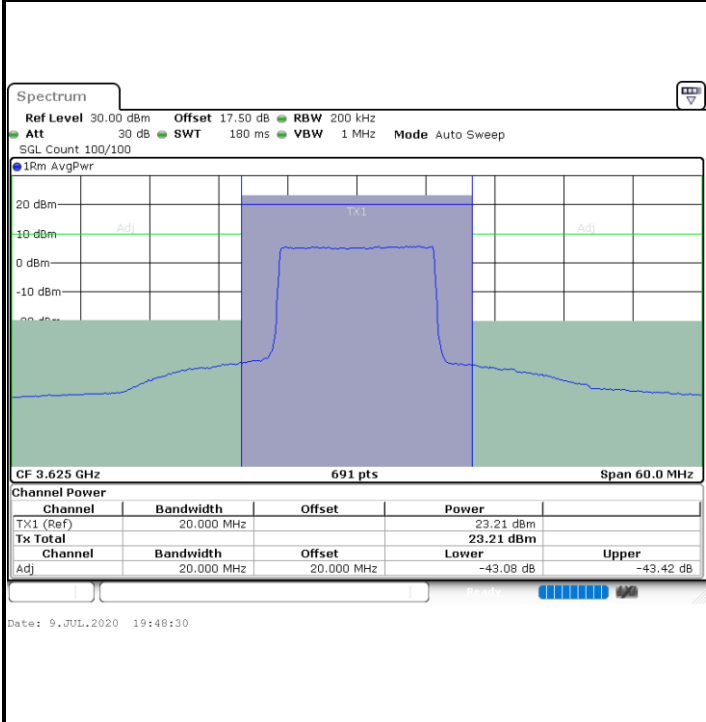 Spectrum
Ref Level 30.00 dBm Offset 17.50 dB RBW 200 kHz
Att 30 dB SWT 180 ms VBW 1 MHz Mode Auto Sweep
SGL Count 100/100
1Rm AvgPwr
20 dBm
TX1
Adj Adj
10 dBm
0 dBm
-10 dBm
CF 3.625 GHz 691 pts Span 60.0 MHz
Channel Power
Channel Bandwidth Offset Power
TX1 (Ref) 20.000 MHz 23.21 dBm
Tx Total 23.21 dBm
Channel Bandwidth Offset Lower Upper
Adj 20.000 MHz 20.000 MHz -43.08 dB -43.42 dB
Ready
Date: 9.JUL.2020 19:48:30